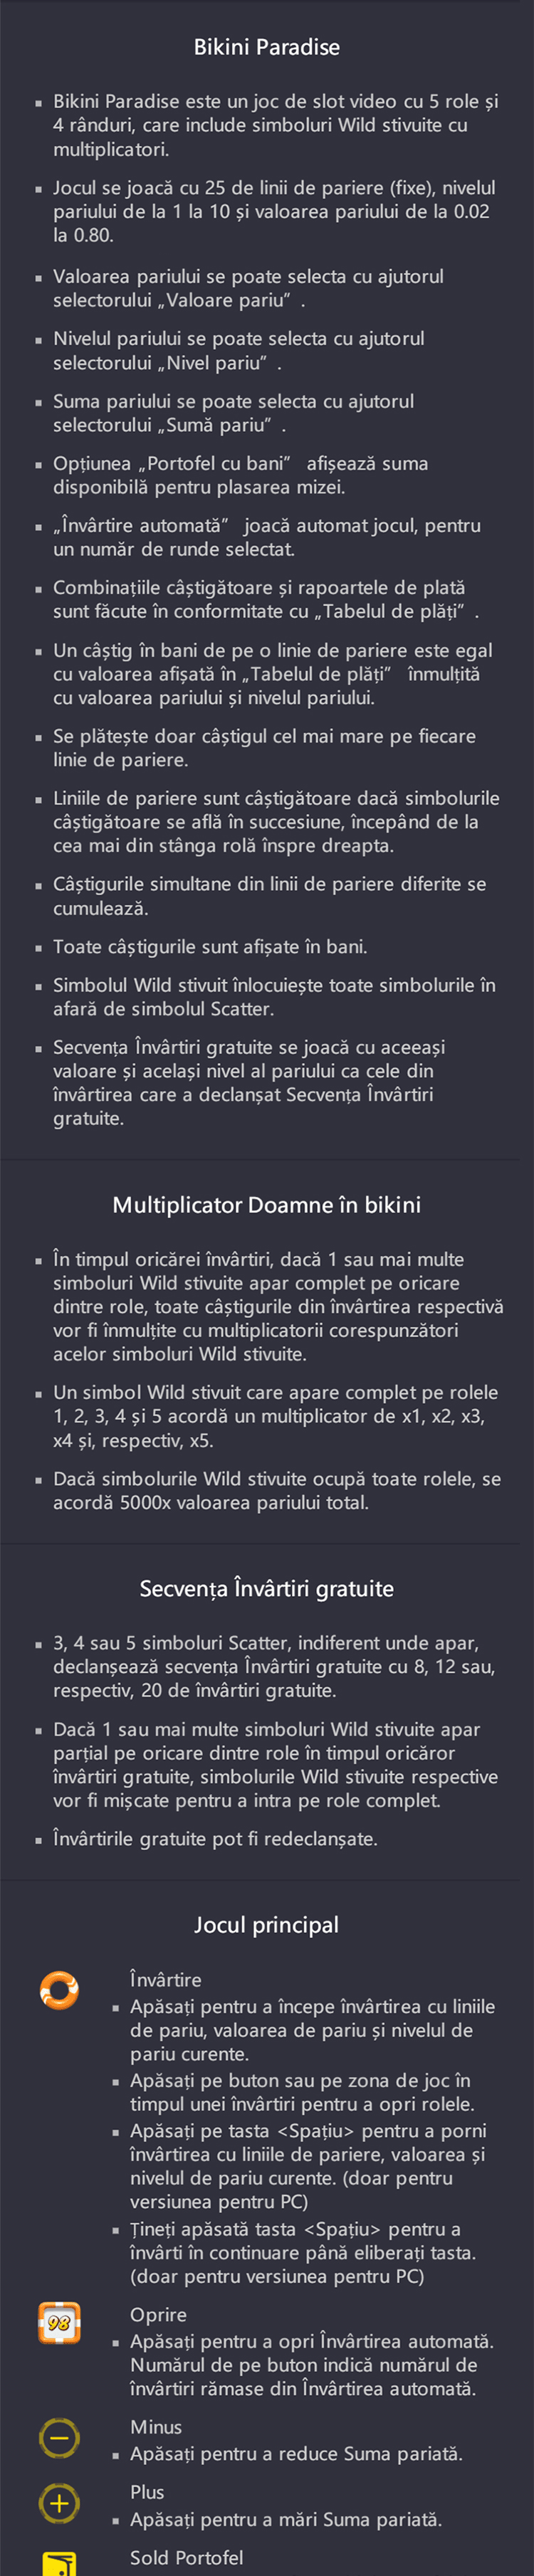 Bikini Paradise
▪ Bikini Paradise este un joc de slot video cu 5 role și
4 rânduri, care include simboluri Wild stivuite cu
multiplicatori.
▪ Jocul se joacă cu 25 de linii de pariere (fixe), nivelul
pariului de la 1 la 10 și valoarea pariului de la 0.02
la 0.80.
▪ Valoarea pariului se poate selecta cu ajutorul
selectorului „Valoare pariu” .
▪ Nivelul pariului se poate selecta cu ajutorul
selectorului „Nivel pariu” .
▪ Suma pariului se poate selecta cu ajutorul
selectorului „Sumă pariu” .
▪ Opțiunea „Portofel cu bani” afișează suma
disponibilă pentru plasarea mizei.
▪ „Învârtire automată” joacă automat jocul, pentru
un număr de runde selectat.
▪ Combinațiile câștigătoare și rapoartele de plată
sunt făcute în conformitate cu „Tabelul de plăți” .
▪ Un câștig în bani de pe o linie de pariere este egal
cu valoarea afișată în „Tabelul de plăți” înmulțită
cu valoarea pariului și nivelul pariului.
▪ Se plătește doar câștigul cel mai mare pe fiecare
linie de pariere.
▪ Liniile de pariere sunt câștigătoare dacă simbolurile
câștigătoare se află în succesiune, începând de la
cea mai din stânga rolă înspre dreapta.
▪ Câștigurile simultane din linii de pariere diferite se
cumulează.
▪ Toate câștigurile sunt afișate în bani.
▪ Simbolul Wild stivuit înlocuiește toate simbolurile în
afară de simbolul Scatter.
▪ Secvența Învârtiri gratuite se joacă cu aceeași
valoare și același nivel al pariului ca cele din
învârtirea care a declanșat Secvența Învârtiri
gratuite.
Multiplicator Doamne în bikini
▪ În timpul oricărei învârtiri, dacă 1 sau mai multe
simboluri Wild stivuite apar complet pe oricare
dintre role, toate câștigurile din învârtirea respectivă
vor fi înmulțite cu multiplicatorii corespunzători
acelor simboluri Wild stivuite.
▪ Un simbol Wild stivuit care apare complet pe rolele
1, 2, 3, 4 și 5 acordă un multiplicator de x1, x2, x3,
x4 și, respectiv, x5.
▪ Dacă simbolurile Wild stivuite ocupă toate rolele, se
acordă 5000x valoarea pariului total.
Secvența Învârtiri gratuite
▪ 3, 4 sau 5 simboluri Scatter, indiferent unde apar,
declanșează secvența Învârtiri gratuite cu 8, 12 sau,
respectiv, 20 de învârtiri gratuite.
▪ Dacă 1 sau mai multe simboluri Wild stivuite apar
parțial pe oricare dintre role în timpul oricăror
învârtiri gratuite, simbolurile Wild stivuite respective
vor fi mișcate pentru a intra pe role complet.
▪ Învârtirile gratuite pot fi redeclanșate.
Jocul principal
Învârtire
▪ Apăsați pentru a începe învârtirea cu liniile
de pariu, valoarea de pariu și nivelul de
pariu curente.
▪ Apăsați pe buton sau pe zona de joc în
timpul unei învârtiri pentru a opri rolele.
▪ Apăsați pe tasta <Spațiu> pentru a porni
învârtirea cu liniile de pariere, valoarea și
nivelul de pariu curente. (doar pentru
versiunea pentru PC)
▪ Țineți apăsată tasta <Spațiu> pentru a
învârti în continuare până eliberați tasta.
(doar pentru versiunea pentru PC)
98
Oprire
▪ Apăsați pentru a opri Învârtirea automată.
Numărul de pe buton indică numărul de
învârtiri rămase din Învârtirea automată.
Minus
▪ Apăsați pentru a reduce Suma pariată.
Plus
▪ Apăsați pentru a mări Suma pariată.
Sold Portofel